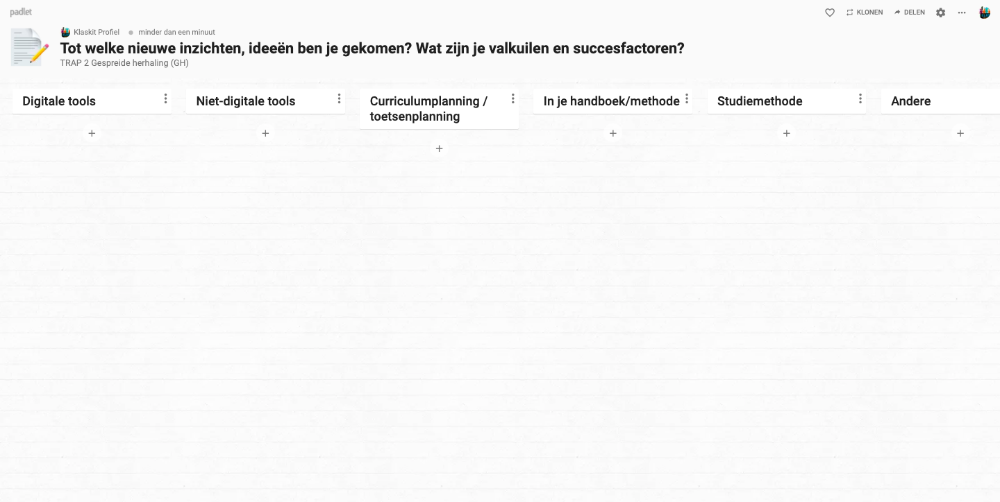 padlet
KLONEN DELEN
Klaskit Profiel minder dan een minuut
Tot welke nieuwe inzichten, ideeën ben je gekomen? Wat zijn je valkuilen en succesfactoren?
TRAP 2 Gespreide herhaling (GH)
Digitale tools
Niet-digitale tools
Curriculumplanning /
toetsenplanning
In je handboek/methode
Studiemethode
Andere